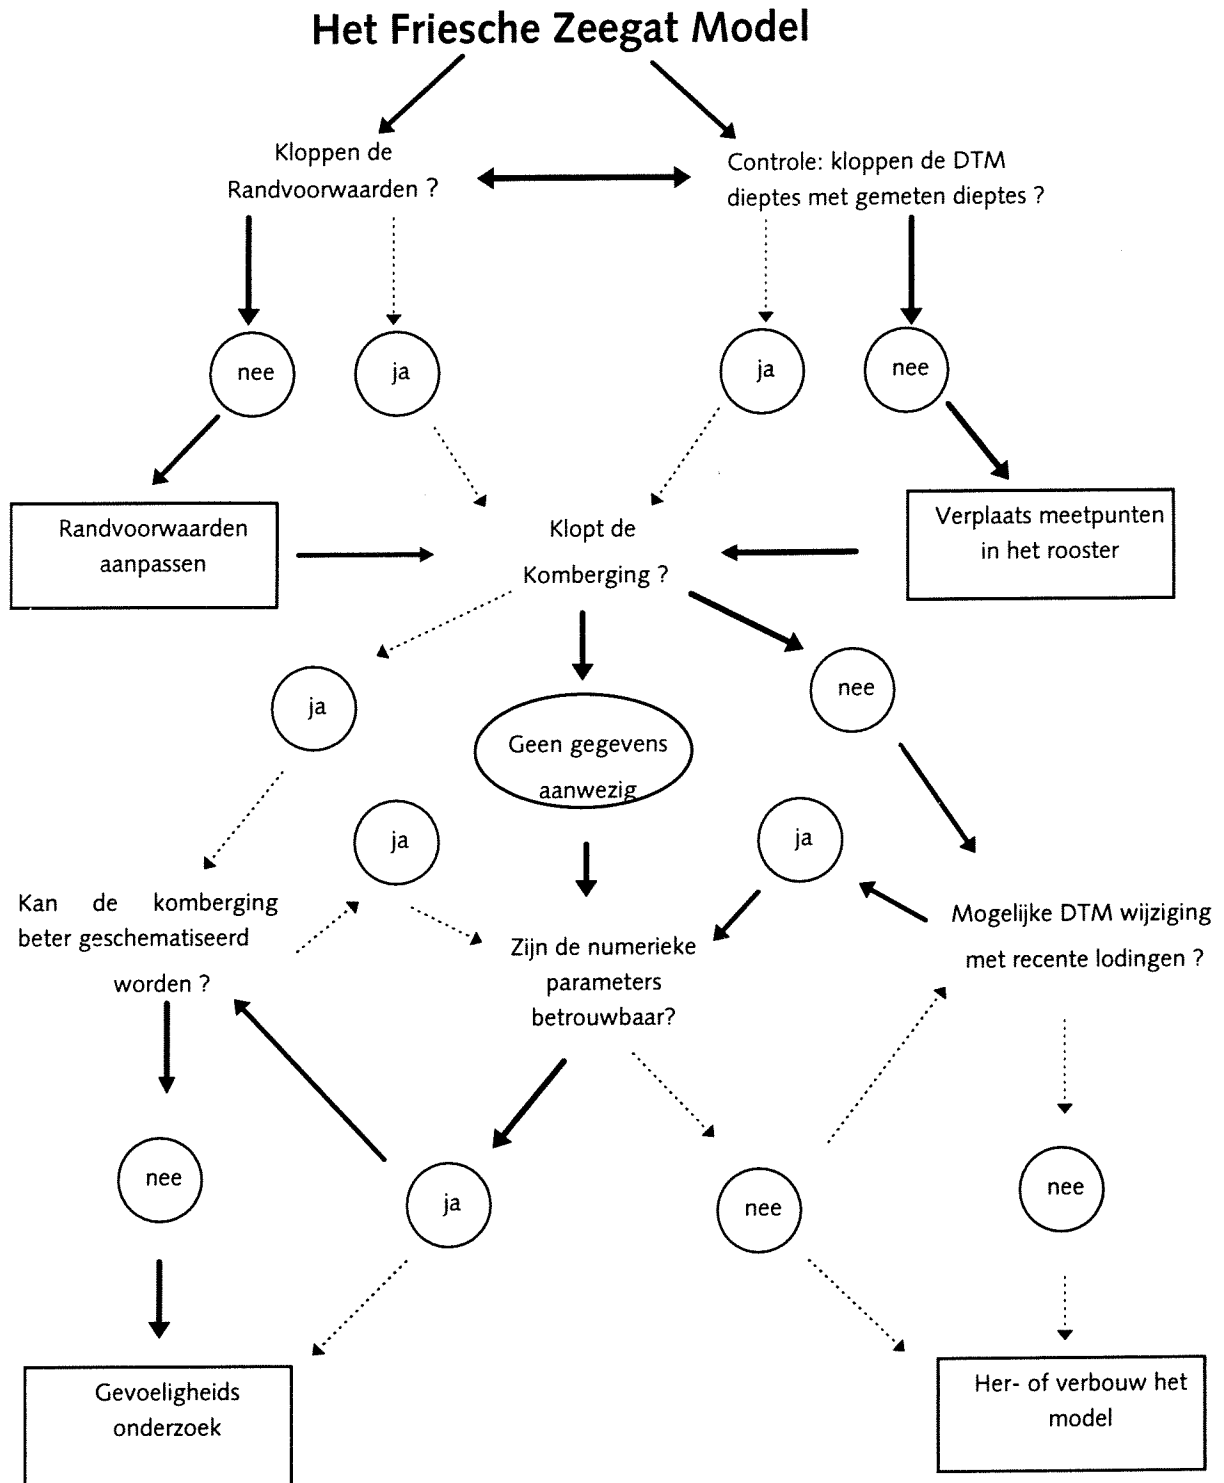 Het Friesche Zeegat Model
Kloppen de
Randvoorwaarden ?
Controle: kloppen de DTM
dieptes met gemeten dieptes ?
nee
ja
ja
nee
Randvoorwaarden
aanpassen
Klopt de
Komberging ?
Verplaats meetpunten
in het rooster
ja
Geen gegevens
aanwezig
nee
ja
ja
Kan de komberging
beter geschematiseerd
worden ?
Zijn de numerieke
parameters
betrouwbaar?
Mogelijke DTM wijziging
met recente lodingen ?
nee
ja
nee
nee
Gevoeligheids
onderzoek
Her- of verbouw het
model